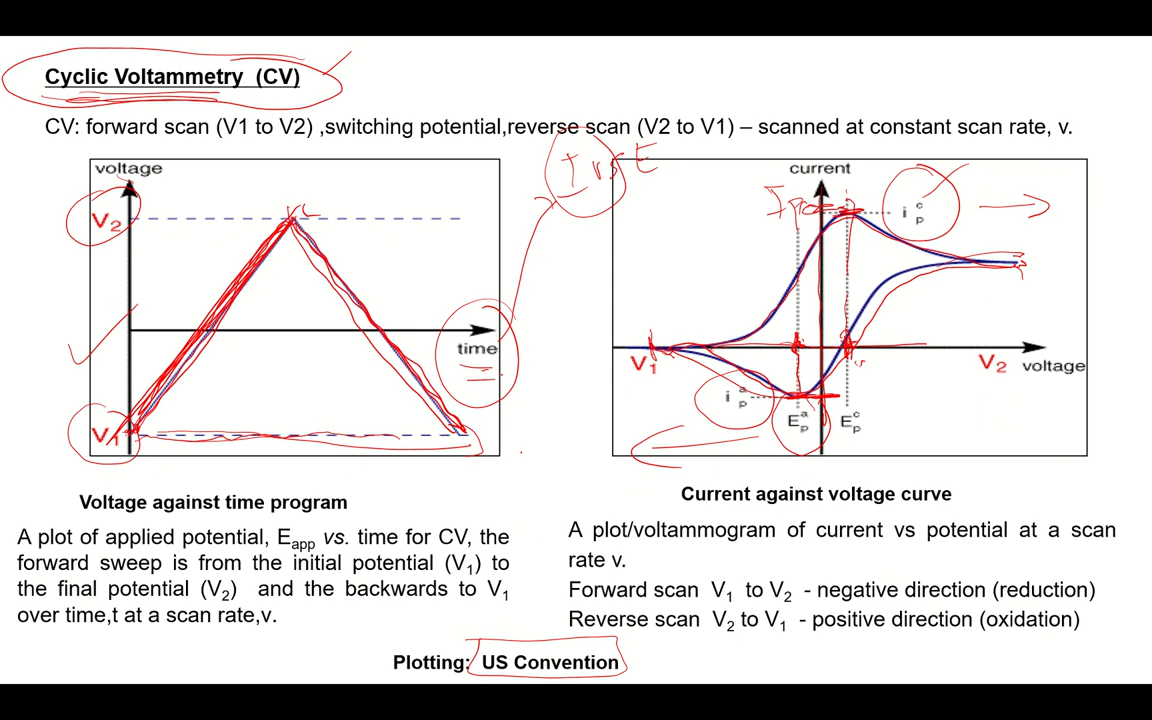 Cyclic Voltammetry (CV)
CV: forward scan (V1 to V2) ,switching potential,reverse scan (V2 to V1) – scanned at constant scan rate, v.
voltage
V₂
time
V₁
I vs E
current
i p c
V₁
V₂ voltage
i p a
E p a
E p c
Voltage against time program
A plot of applied potential, Eapp vs. time for CV, the
forward sweep is from the initial potential (V₁) to
the final potential (V₂) and the backwards to V₁
over time,t at a scan rate,v.
Current against voltage curve
A plot/voltammogram of current vs potential at a scan
rate v.
Forward scan V₁ to V₂ - negative direction (reduction)
Reverse scan V₂ to V₁ - positive direction (oxidation)
Plotting: US Convention